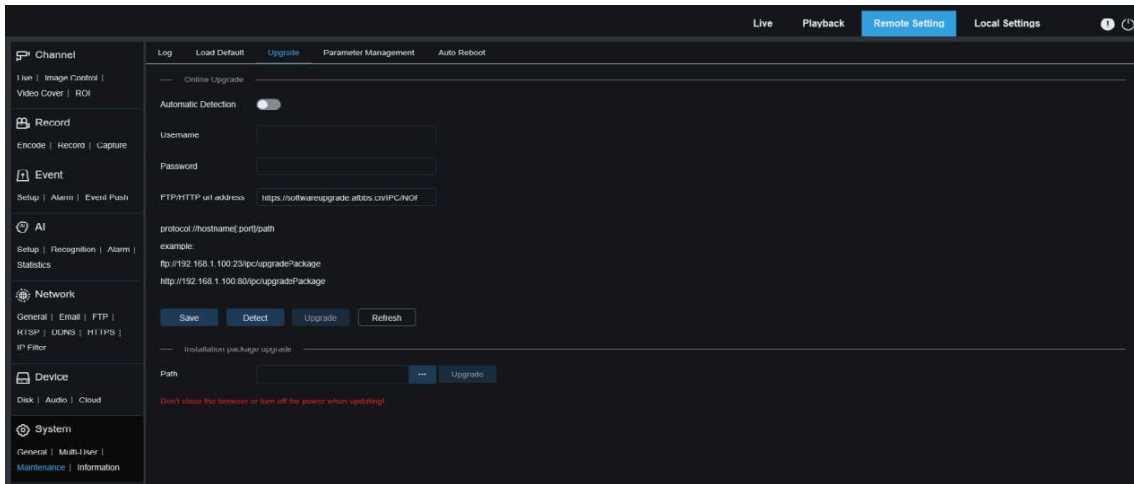 Live Playback Remote Setting Local Settings
Channel
Live | Image Control |
Video Cover | ROI
Record
Encode | Record | Capture
Event
Setup | Alarm | Event Push
AI
Setup | Recognition | Alarm |
Statistics
Network
General | Email | FTP |
RTSP | DDNS | HTTPS |
IP Filter
Device
Disk | Audio | Cloud
System
General | Multi-User |
Maintenance | Information
Log Load Default Upgrade Parameter Management Auto Reboot
Online Upgrade
Automatic Detection
Username
Password
FTP/HTTP url address
protocol://hostname[:port]/path
example:
ftp://192.168.1.100:23/ipc/upgradePackage
http://192.168.1.100:80/ipc/upgradePackage
Save Detect Upgrade Refresh
Installation package upgrade
Path ... Upgrade
Don't close the browser or turn off the power when updating!